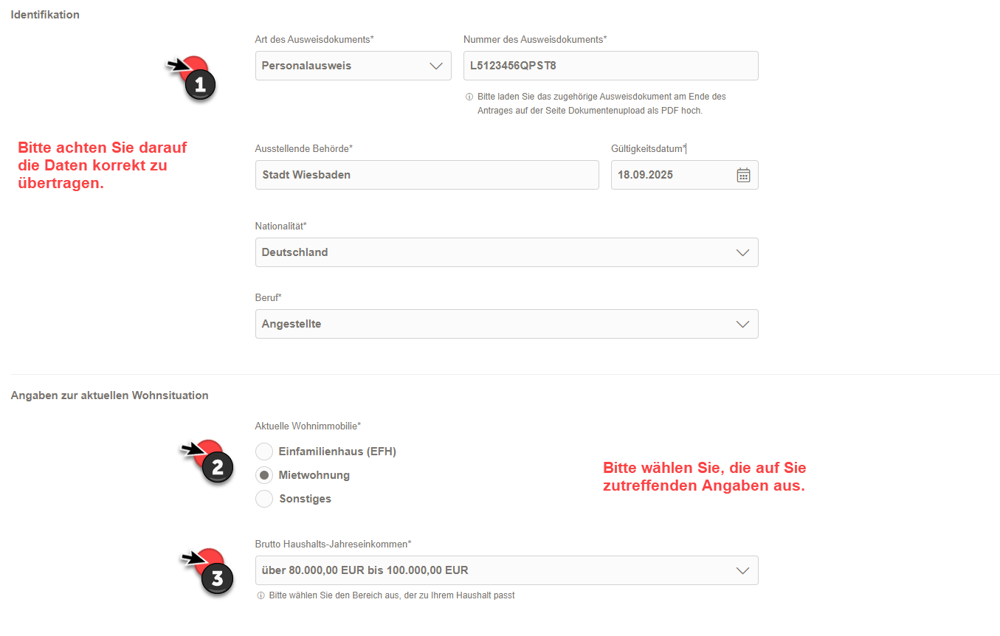 Identifikation
Art des Ausweisdokuments*
Nummer des Ausweisdokuments*
Personalausweis
L5123456QPST8
1
Bitte laden Sie das zugehörige Ausweisdokument am Ende des
Antrages auf der Seite Dokumentenupload als PDF hoch.
Bitte achten Sie darauf
die Daten korrekt zu
übertragen.
Ausstellende Behörde*
Gültigkeitsdatum*
Stadt Wiesbaden
18.09.2025
Nationalität*
Deutschland
Beruf*
Angestellte
Angaben zur aktuellen Wohnsituation
Aktuelle Wohnimmobilie*
2
Einfamilienhaus (EFH)
Mietwohnung
Sonstiges
Bitte wählen Sie, die auf Sie
zutreffenden Angaben aus.
Brutto Haushalts-Jahreseinkommen*
3
über 80.000,00 EUR bis 100.000,00 EUR
Bitte wählen Sie den Bereich aus, der zu Ihrem Haushalt passt